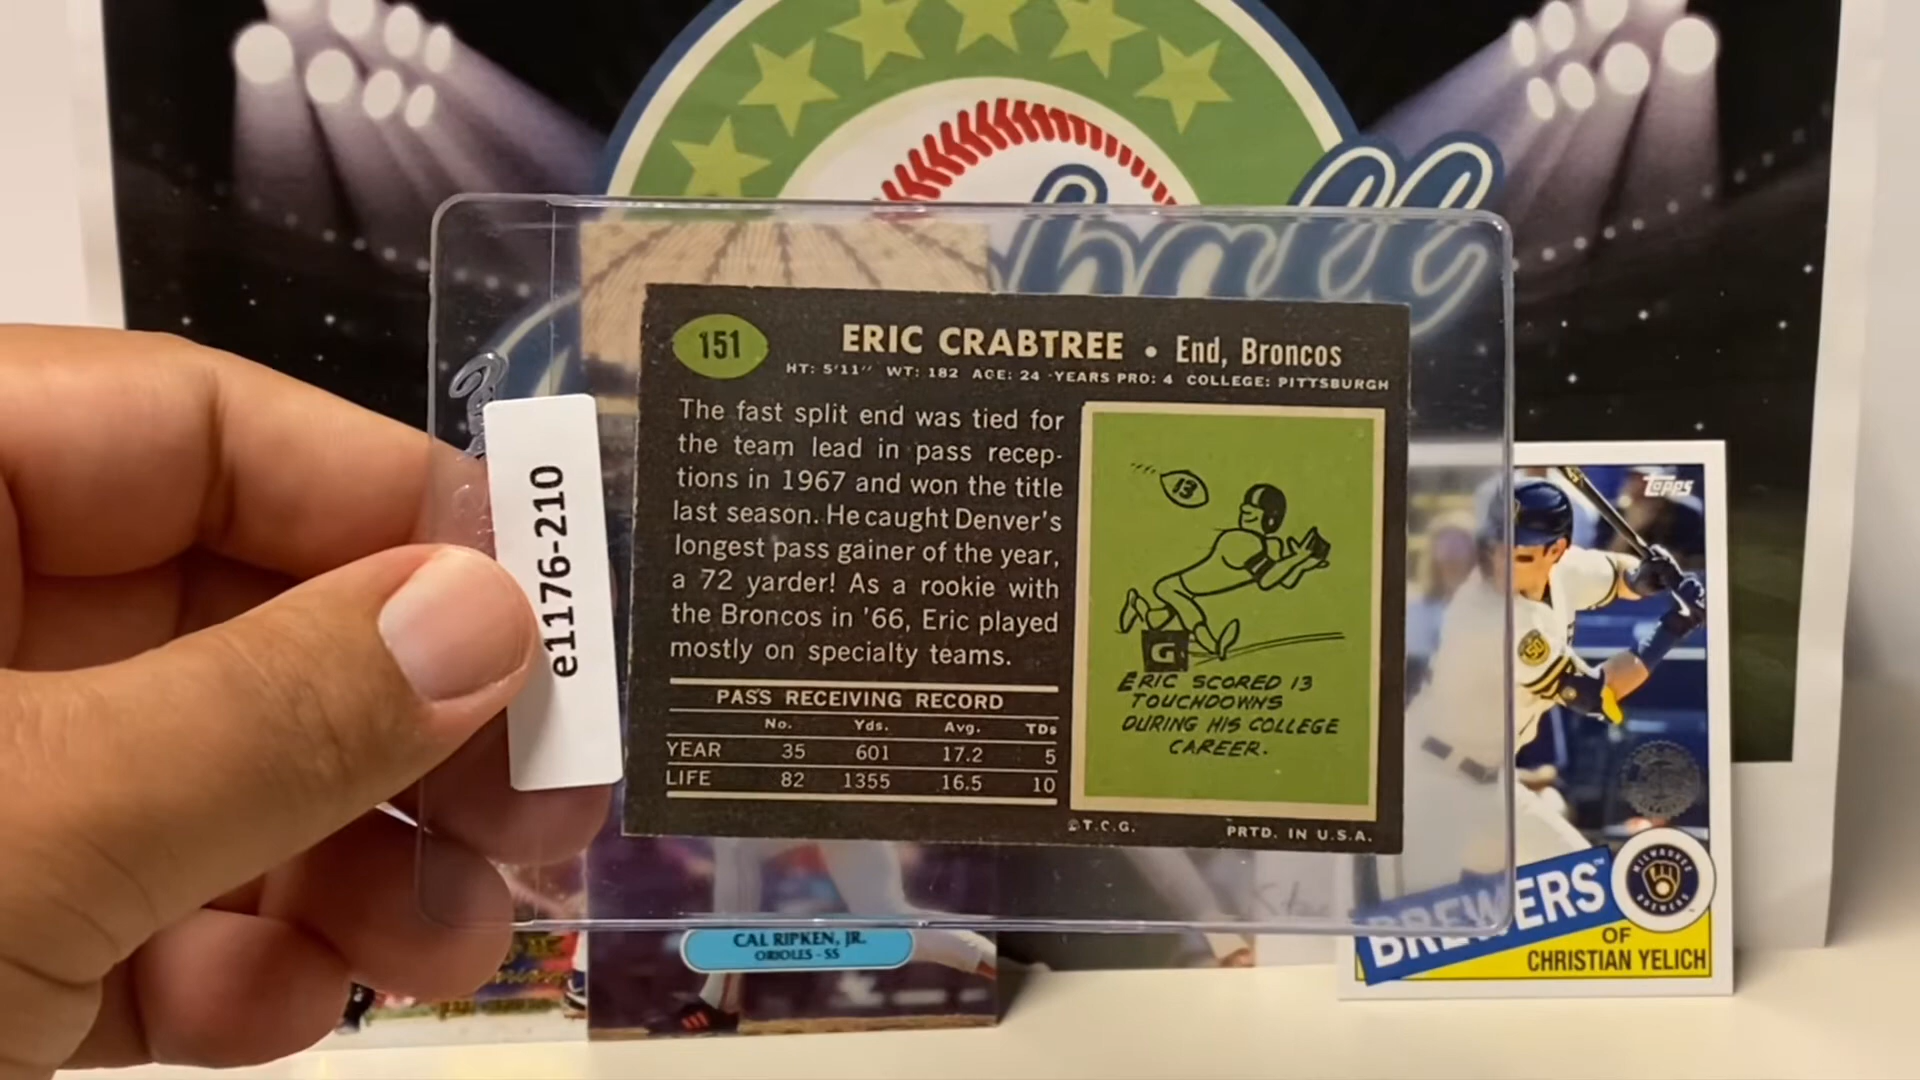 151
ERIC CRABTREE • End, Broncos
HT: 5'11" WT: 182 AGE: 24 YEARS PRO: 4 COLLEGE: PITTSBURGH
The fast split end was tied for
the team lead in pass recep-
tions in 1967 and won the title
last season. He caught Denver's
longest pass gainer of the year,
a 72 yarder! As a rookie with
the Broncos in '66, Eric played
mostly on specialty teams.
PASS RECEIVING RECORD
No. Yds. Avg. TDs
YEAR 35 601 17.2 5
LIFE 82 1355 16.5 10
13
G
ERIC SCORED 13
TOUCHDOWNS
DURING HIS COLLEGE
CAREER.
©T.C.G. PRTD. IN U.S.A.
e1176-210
Topps
CAL RIPKEN, JR.
ORIOLES - SS
BREWERS
MILWAUKEE
BREWERS
OF
CHRISTIAN YELICH